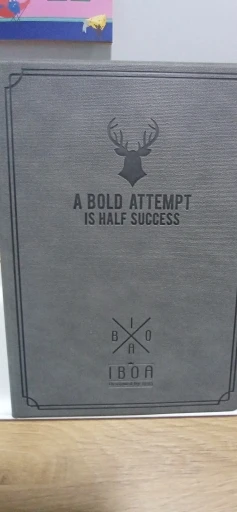 A BOLD ATTEMPT
IS HALF SUCCESS
I
B O
A
IBOA